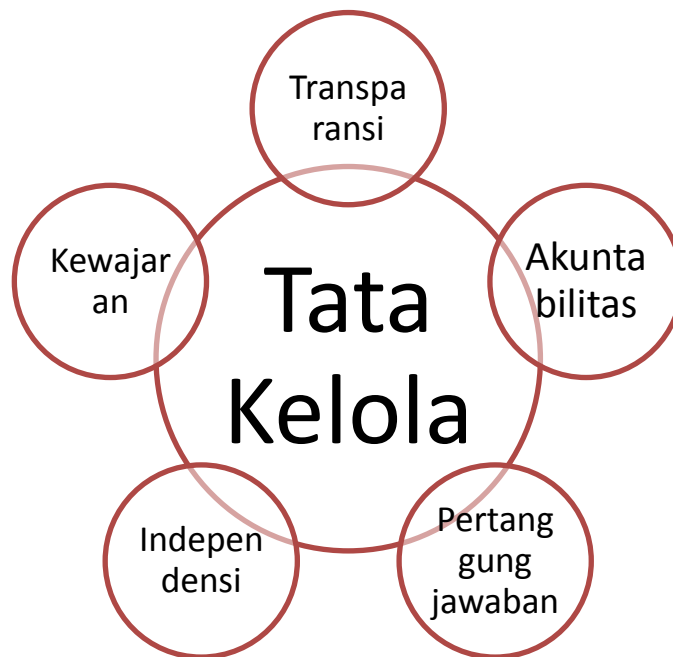 Transpa
ransi
Kewajar
an
Tata
Kelola
Akunta
bilitas
Indepen
densi
Pertang
gung
jawaban